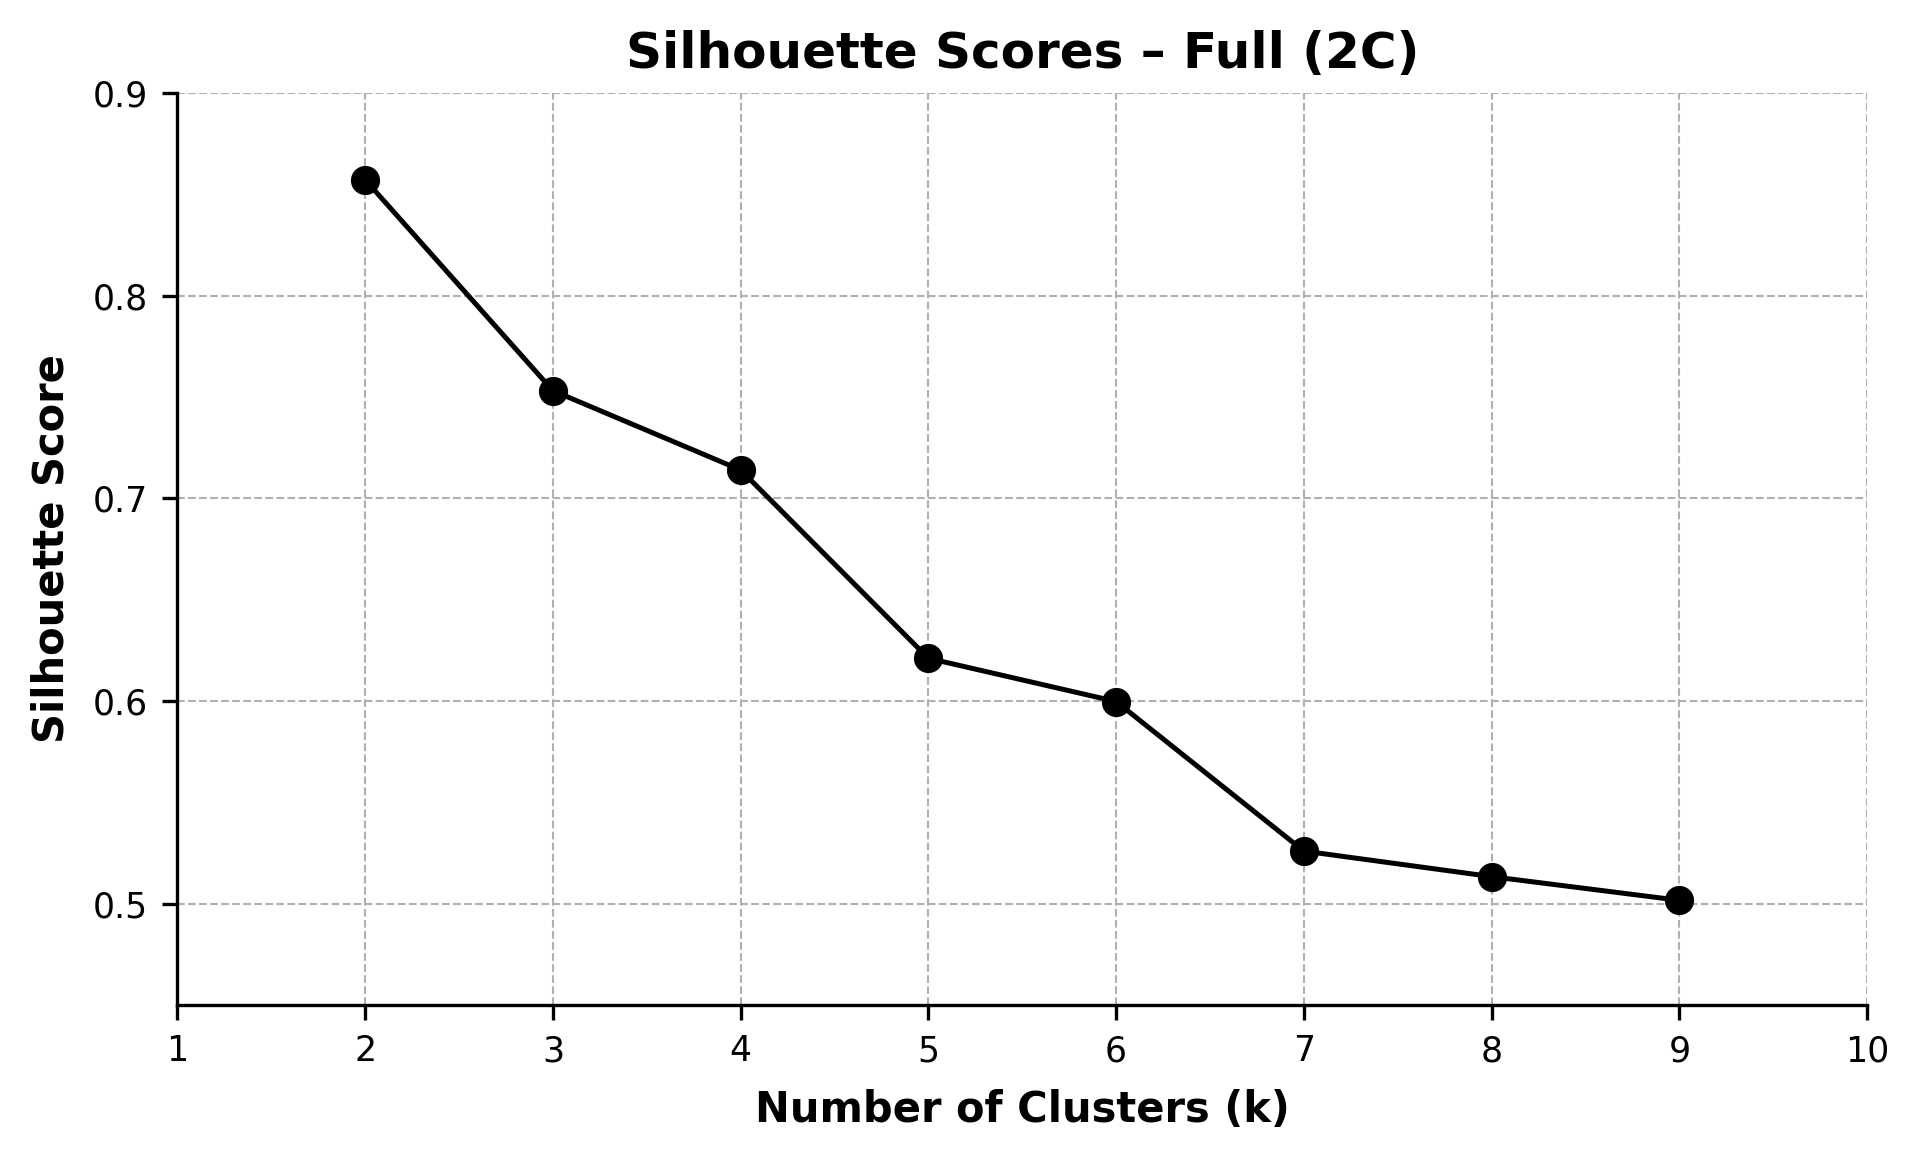 Silhouette Scores – Full (2C)
Silhouette Score
0.9
0.8
0.7
0.6
0.5
1 2 3 4 5 6 7 8 9 10
Number of Clusters (k)